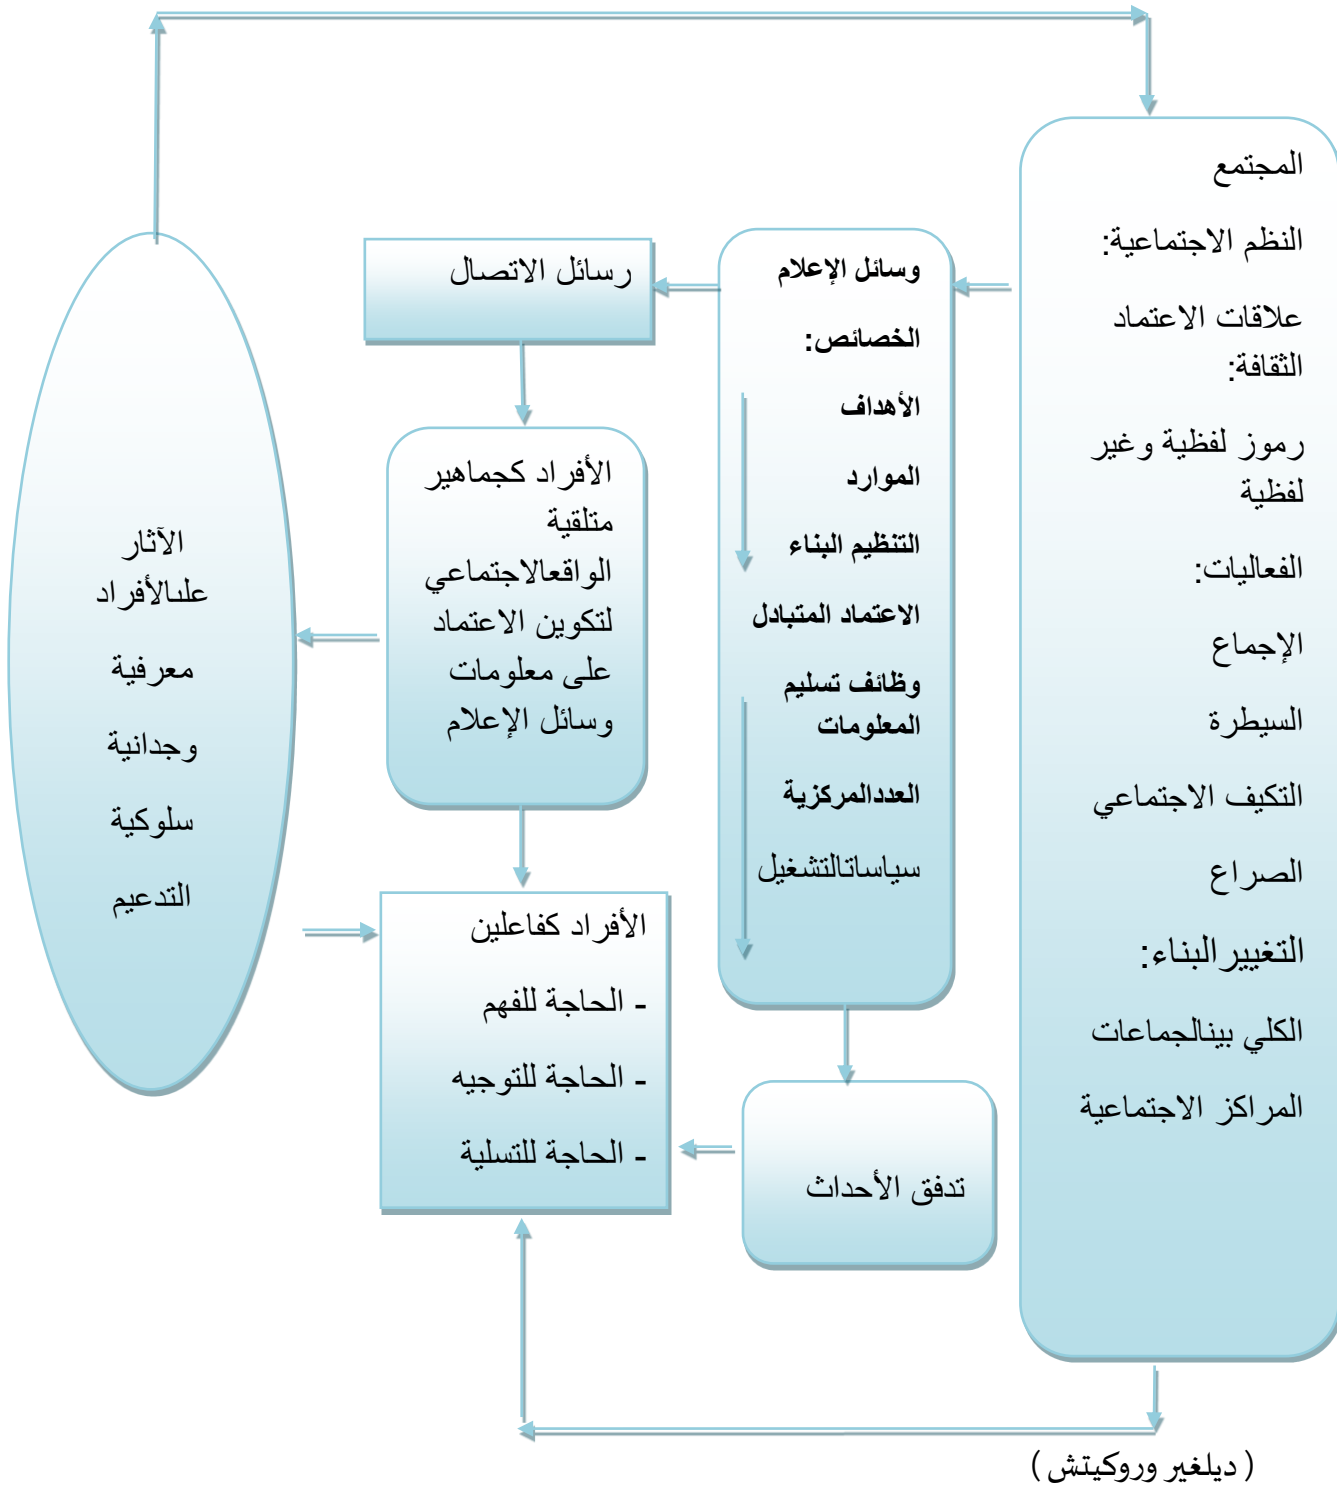 المجتمع
النظم الاجتماعية:
علاقات الاعتماد
الثقافة:
رموز لفظية وغير
لفظية
الفعاليات:
الإجماع
السيطرة
التكيف الاجتماعي
الصراع
التغيير البناء:
الكلي بينالجماعات
المراكز الاجتماعية
وسائل الإعلام
الخصائص:
الأهداف
الموارد
التنظيم البناء
الاعتماد المتبادل
وظائف تسليم
المعلومات
العددالمركزية
سياساتالتشغيل
رسائل الاتصال
الأفراد كجماهير
متلقية
الواقعالاجتماعي
لتكوين الاعتماد
على معلومات
وسائل الإعلام
الآثار
علىالأفراد
معرفية
وجدانية
سلوكية
التدعيم
الأفراد كفاعلين
- الحاجة للفهم
- الحاجة للتوجيه
- الحاجة للتسلية
تدفق الأحداث
( ديلغير وروكيتش )